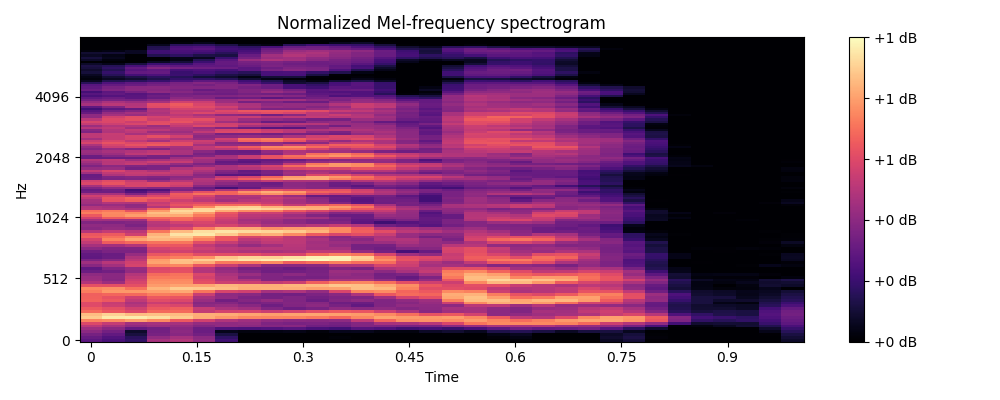 Normalized Mel-frequency spectrogram
Hz
4096
2048
1024
512
0
0 0.15 0.3 0.45 0.6 0.75 0.9
Time
+1 dB
+1 dB
+1 dB
+0 dB
+0 dB
+0 dB